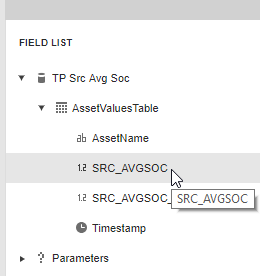 FIELD LIST
TP Src Avg Soc
AssetValuesTable
ab AssetName
1.2 SRC_AVGSOC
1.2 SRC_AVGSOC_
SRC_AVGSOC
Timestamp
? Parameters